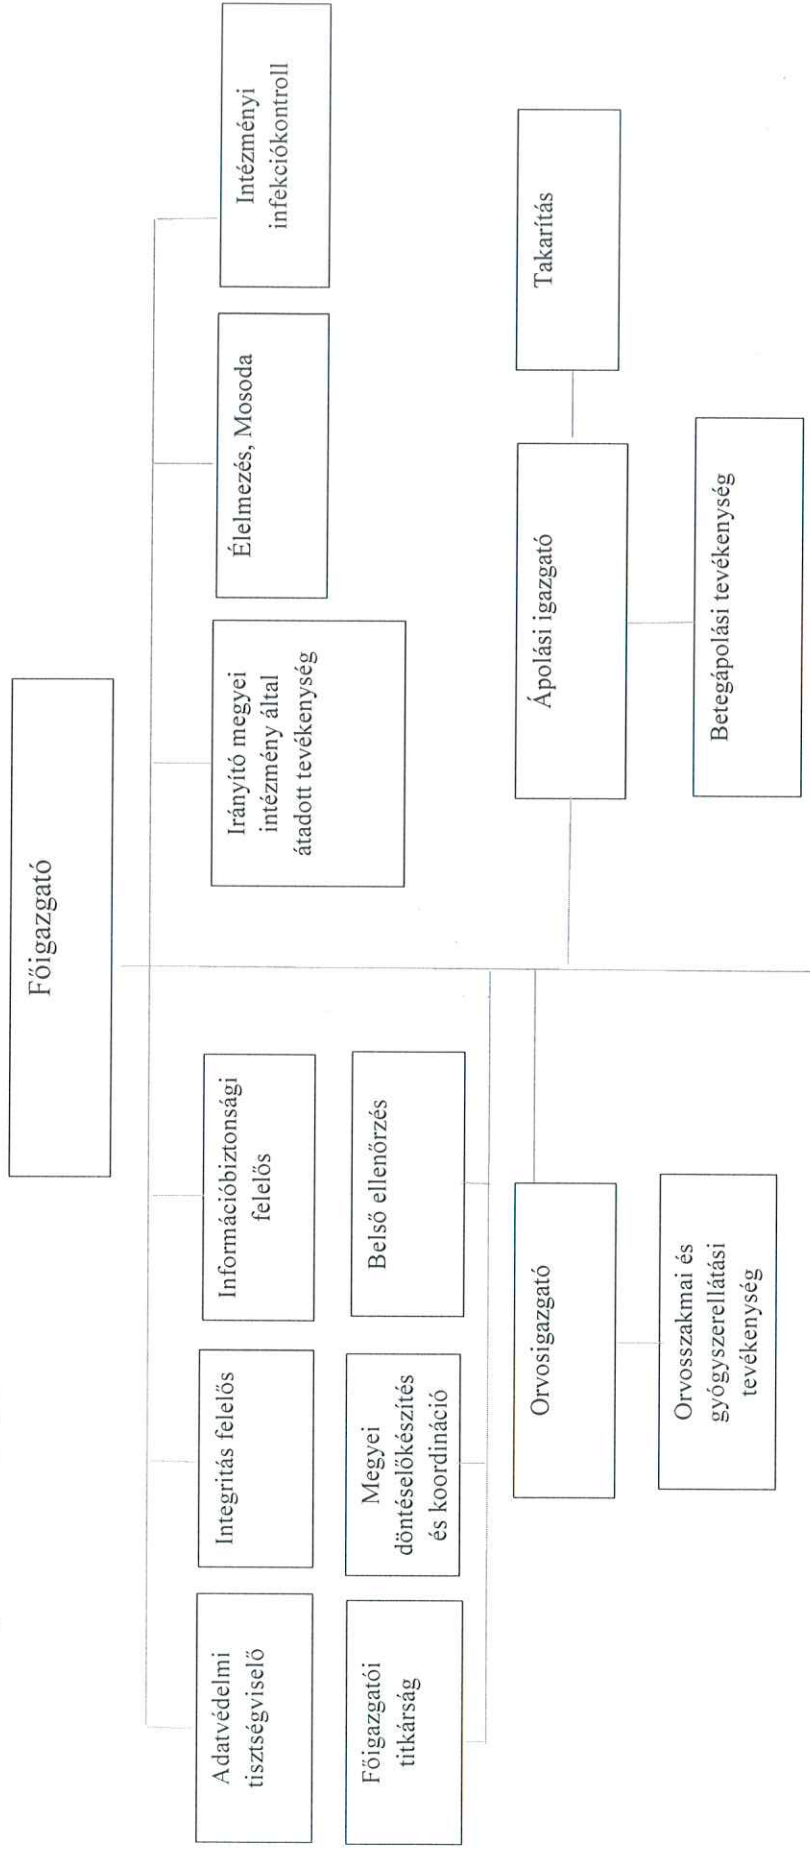 Főigazgató
Adatvédelmi
tisztségviselő
Integritás felelős
Információbiztonsági
felelős
Irányító megyei
intézmény által
átadott tevékenység
Élelmezés, Mosoda
Intézményi
infekciókontroll
Főigazgatói
titkárság
Megyei
döntéselőkészítés
és koordináció
Belső ellenőrzés
Orvosigazgató
Ápolási igazgató
Takarítás
Orvosszakmai és
gyógyszerellátási
tevékenység
Betegápolási tevékenység